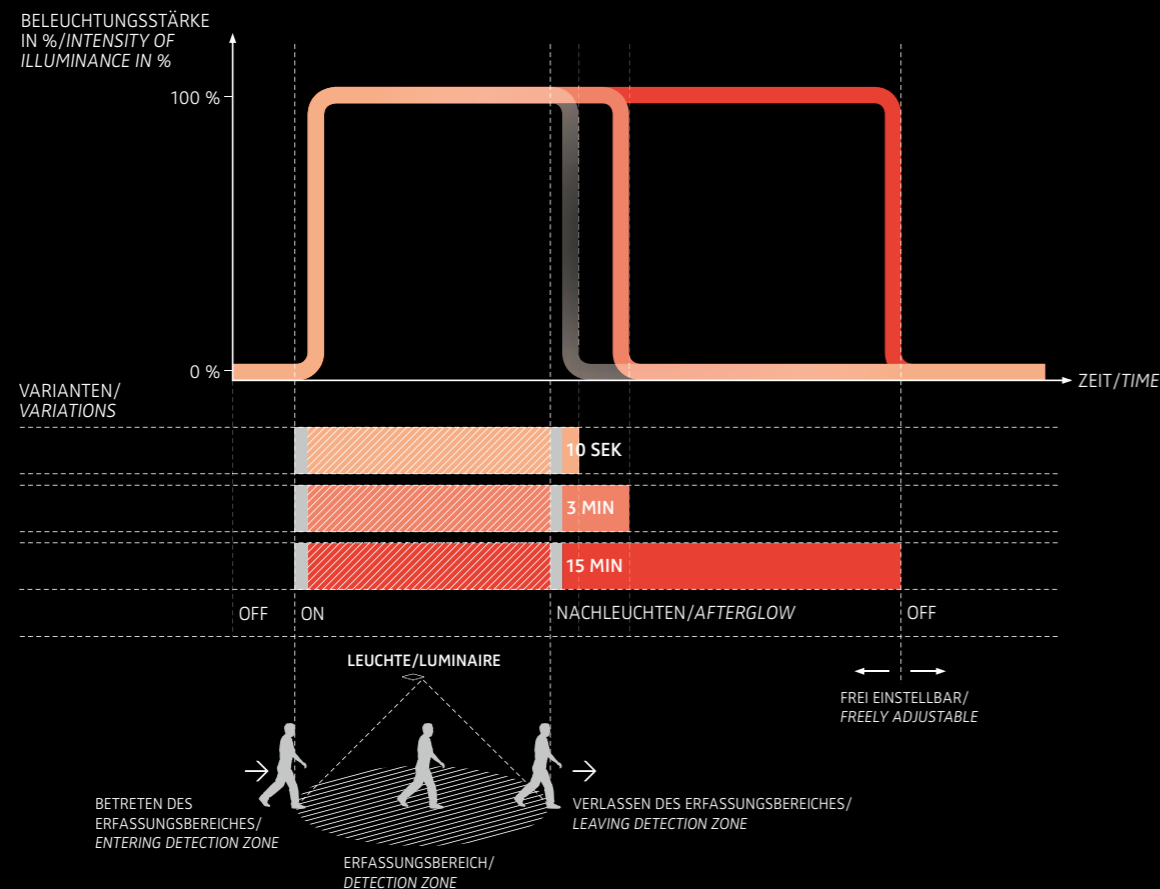 BELEUCHTUNGSSTÄRKE
IN %/INTENSITY OF
ILLUMINANCE IN %
100 %
0 %
ZEIT/TIME
VARIANTEN/
VARIATIONS
10 SEK
3 MIN
15 MIN
OFF
ON
NACHLEUCHTEN/AFTERGLOW
OFF
LEUCHTE/LUMINAIRE
FREI EINSTELLBAR/
FREELY ADJUSTABLE
BETRETEN DES
ERFASSUNGSBEREICHES/
ENTERING DETECTION ZONE
VERLASSEN DES ERFASSUNGSBEREICHES/
LEAVING DETECTION ZONE
ERFASSUNGSBEREICH/
DETECTION ZONE